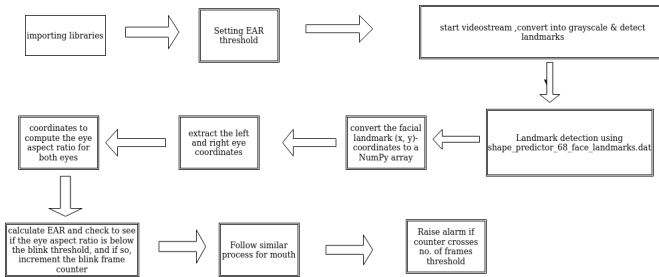 importing libraries
Setting EAR
threshold
start videostream ,convert into grayscale & detect
landmarks
Landmark detection using
shape_predictor_68_face_landmarks.dat
convert the facial
landmark (x, y)-
coordinates to a
NumPy array
extract the left
and right eye
coordinates
coordinates to
compute the eye
aspect ratio for
both eyes
calculate EAR and check to see
if the eye aspect ratio is below
the blink threshold, and if so,
increment the blink frame
counter
Follow similar
process for mouth
Raise alarm if
counter crosses
no. of frames
threshold